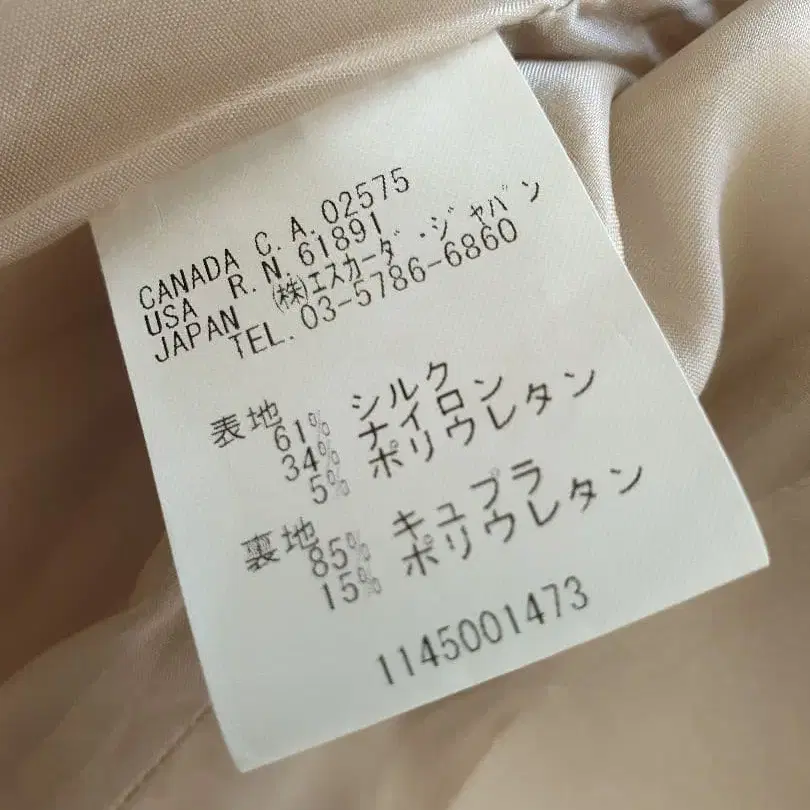 CANADA C.A.02575
USA R.N.61891
JAPAN ㈱エスカーダ・ジャパン
TEL.03-5786-6860
表地
61% シルク
34% ナイロン
5% ポリウレタン
裏地
85% キュプラ
15% ポリウレタン
1145001473